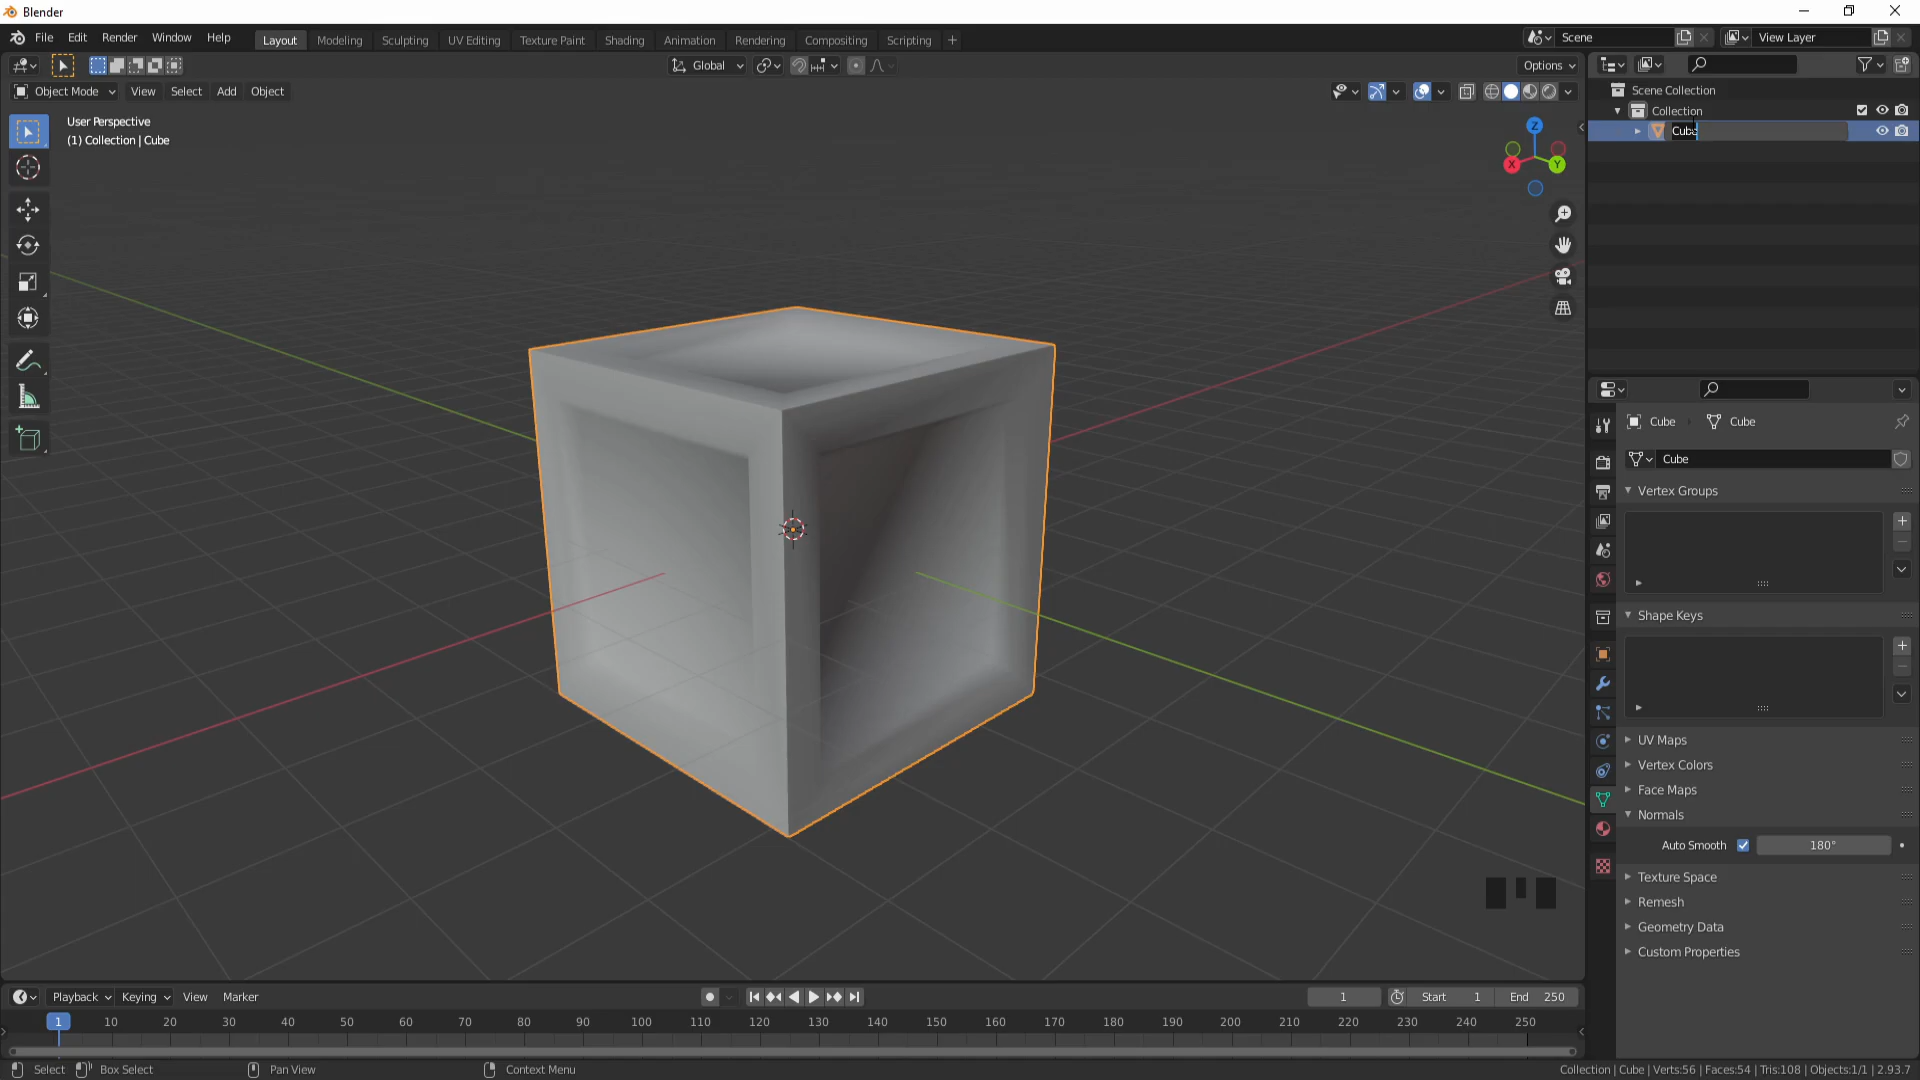 Blender
File Edit Render Window Help Layout Modeling Sculpting UV Editing Texture Paint Shading Animation Rendering Compositing Scripting + Scene View Layer
Global Options
Object Mode View Select Add Object
User Perspective
(1) Collection | Cube
Z
X
Y
Scene Collection
Collection
Cube
Cube Cube
Cube
Vertex Groups
Shape Keys
UV Maps
Vertex Colors
Face Maps
Normals
Auto Smooth 180°
Texture Space
Remesh
Geometry Data
Custom Properties
Playback Keying View Marker 1 Start 1 End 250
1 10 20 30 40 50 60 70 80 90 100 110 120 130 140 150 160 170 180 190 200 210 220 230 240 250
Select Box Select Pan View Context Menu Collection | Cube | Verts:56 | Faces:54 | Tris:108 | Objects:1/1 | 2.93.7